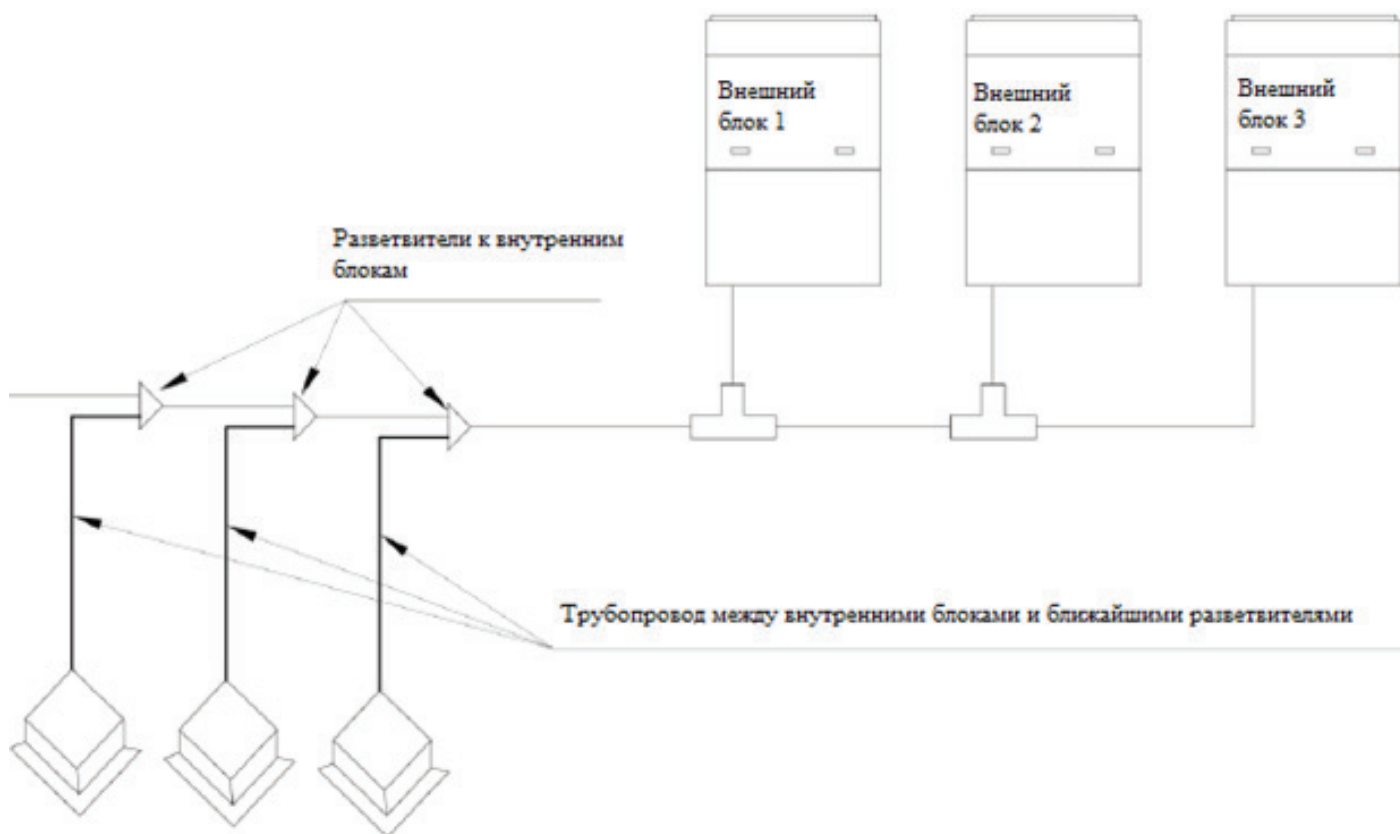 Внешний
блок 1
Внешний
блок 2
Внешний
блок 3
Разветвители к внутренним
блокам
Трубопровод между внутренними блоками и ближайшими разветвителями